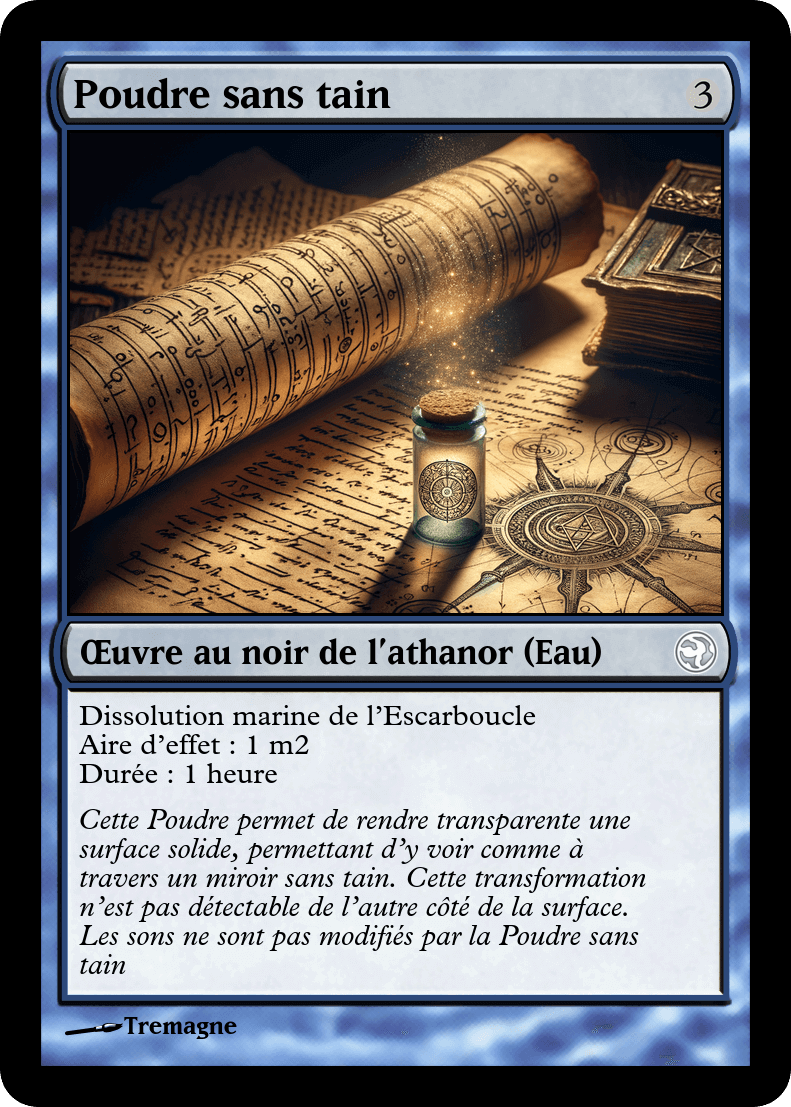 Poudre sans tain 3
Œuvre au noir de l'athanor (Eau)
Dissolution marine de l'Escarboucle
Aire d'effet : 1 m2
Durée : 1 heure
Cette Poudre permet de rendre transparente une
surface solide, permettant d'y voir comme à
travers un miroir sans tain. Cette transformation
n'est pas détectable de l'autre côté de la surface.
Les sons ne sont pas modifiés par la Poudre sans
tain
Tremagne